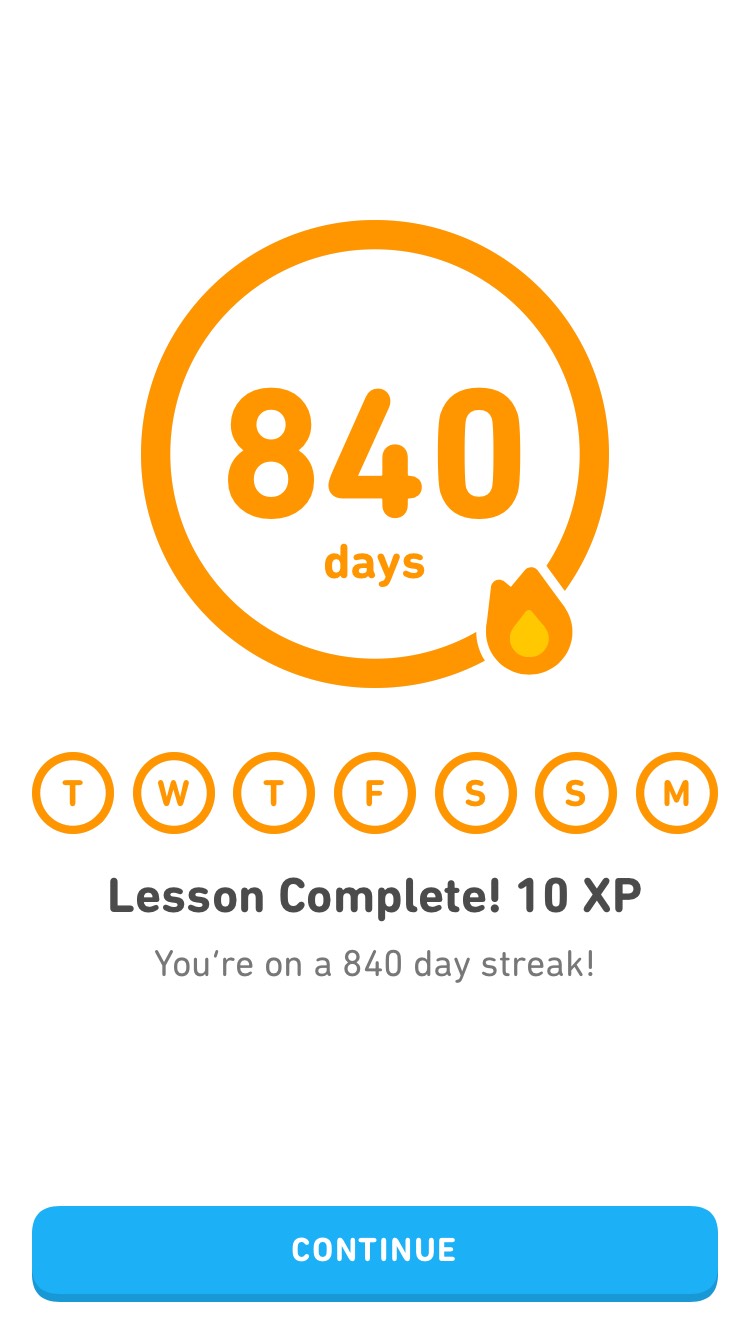 840
days
T W T F S S M
Lesson Complete! 10 XP
You‘re on a 840 day streak!
CONTINUE